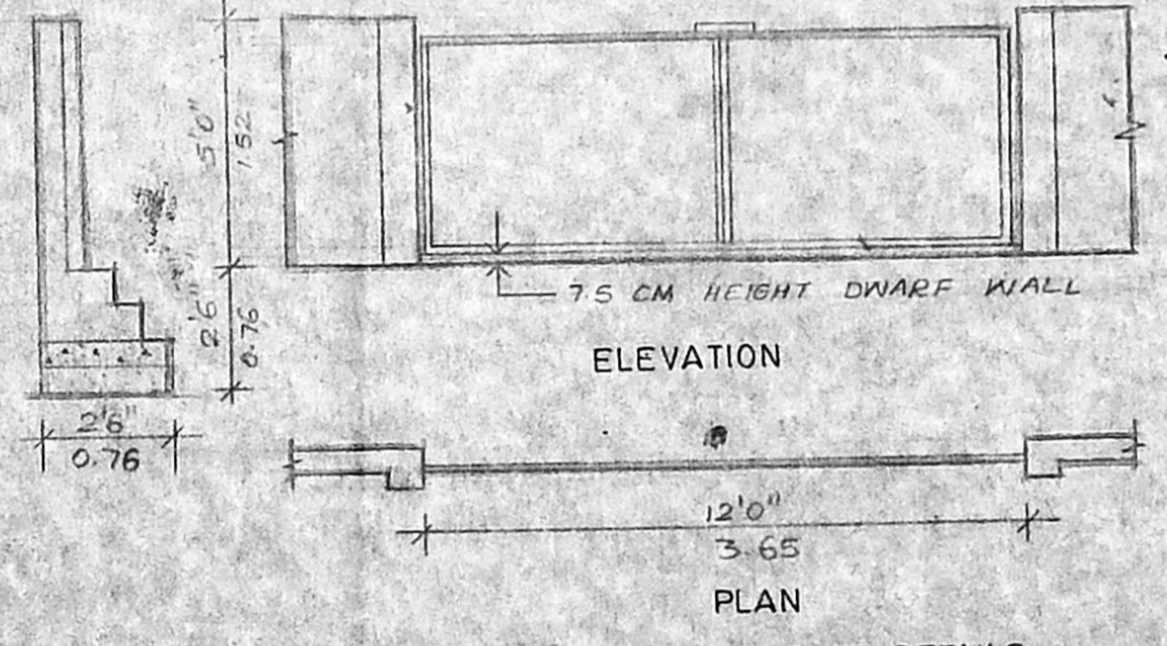 5'0"
1.52
2'6"
0.76
7.5 CM HEIGHT DWARF WALL
ELEVATION
2'6"
0.76
12'0"
3.65
PLAN